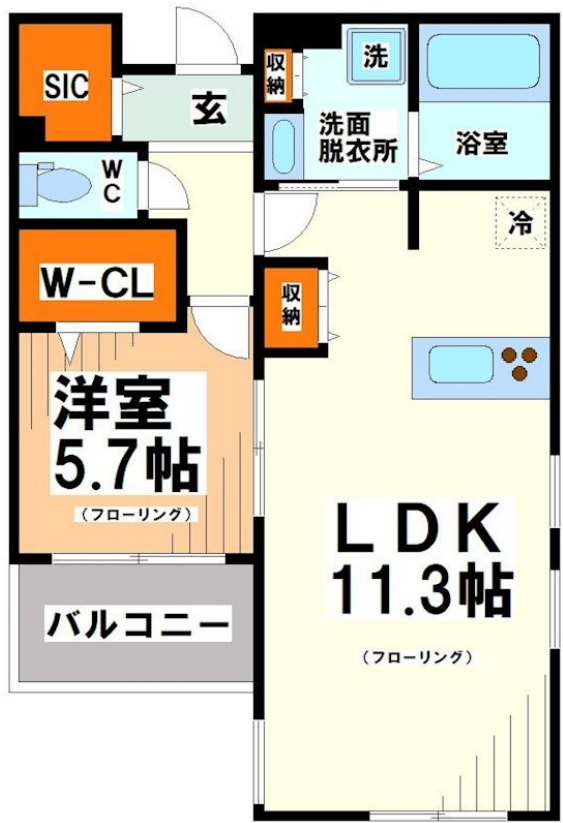 SIC
玄
収納
洗
洗面
脱衣所
浴室
WC
冷
W-CL
収納
洋室
5.7帖
(フローリング)
LDK
11.3帖
(フローリング)
バルコニー